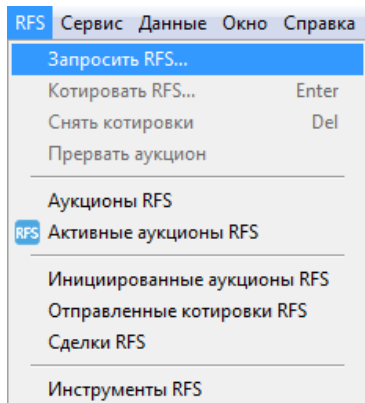 RFS Сервис Данные Окно Справка
Запросить RFS...
Котировать RFS... Enter
Снять котировки Del
Прервать аукцион
Аукционы RFS
RFS Активные аукционы RFS
Инициированные аукционы RFS
Отправленные котировки RFS
Сделки RFS
Инструменты RFS